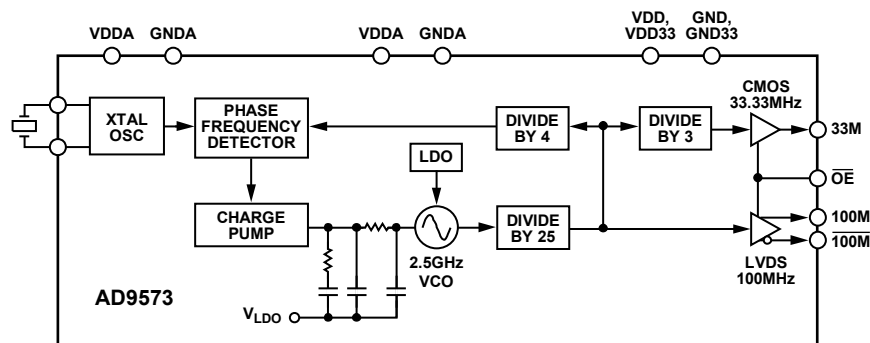 VDDA
GNDA
VDDA
GNDA
VDD,
VDD33
GND,
GND33
XTAL
OSC
PHASE
FREQUENCY
DETECTOR
DIVIDE
BY 4
DIVIDE
BY 3
CMOS
33.33MHz
33M
LDO
OE
CHARGE
PUMP
DIVIDE
BY 25
100M
100M
2.5GHz
VCO
LVDS
100MHz
AD9573
VLDO